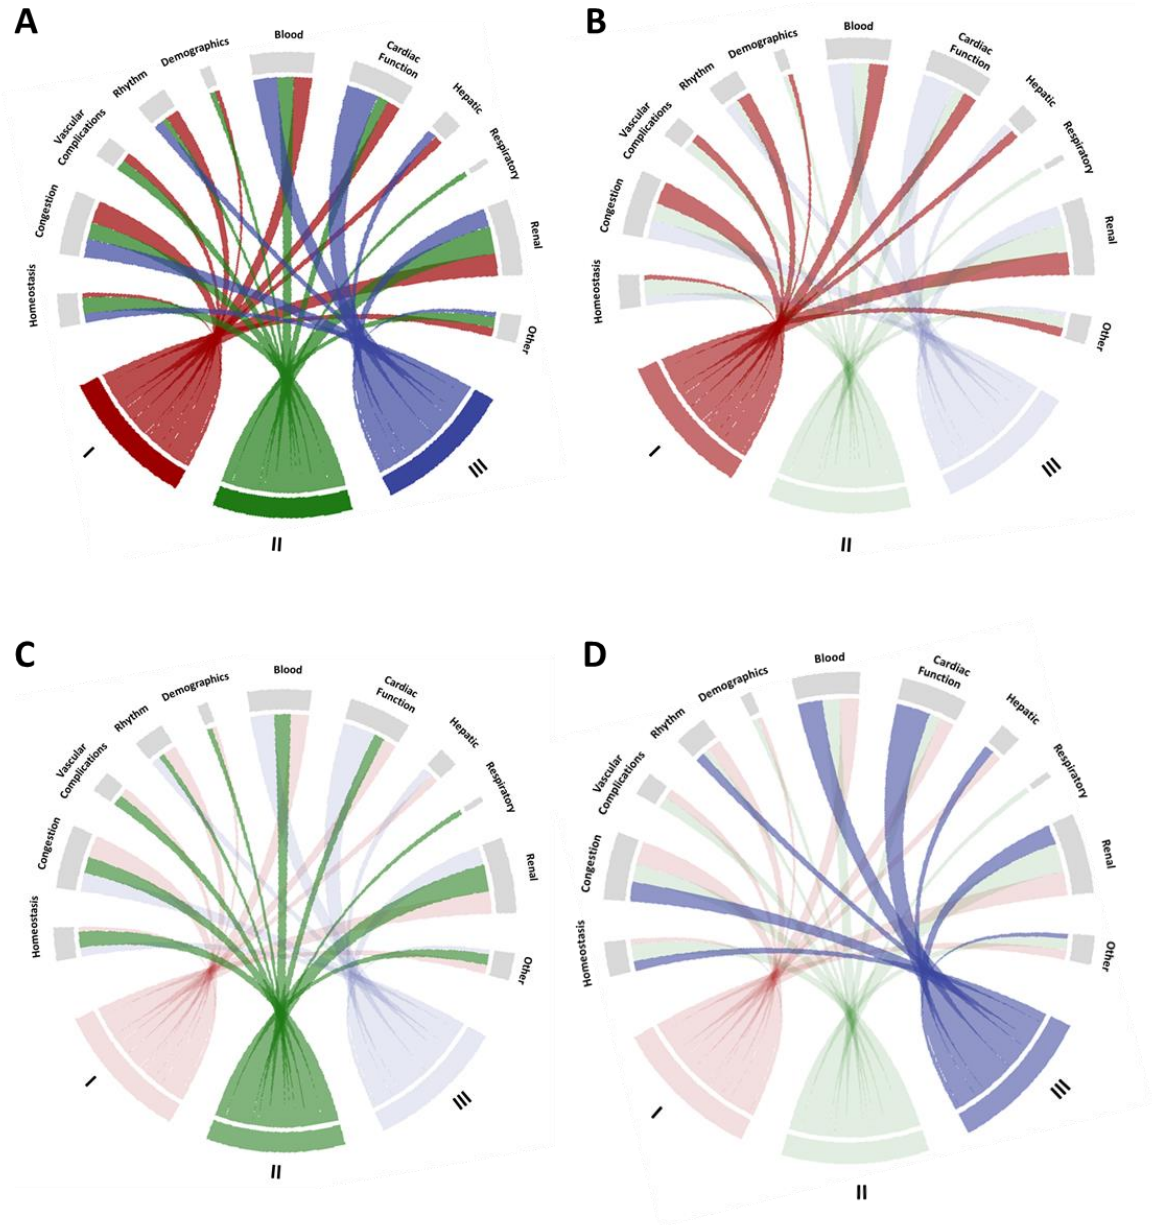 A
Blood
Demographics
Cardiac
Function
Rhythm
Hepatic
Vascular
Complications
Respiratory
Congestion
Renal
Homeostasis
Other
I
II
III
B
Blood
Demographics
Cardiac
Function
Rhythm
Hepatic
Vascular
Complications
Respiratory
Congestion
Renal
Homeostasis
Other
I
II
III
C
Blood
Demographics
Cardiac
Function
Rhythm
Hepatic
Vascular
Complications
Respiratory
Congestion
Renal
Homeostasis
Other
I
II
III
D
Blood
Demographics
Cardiac
Function
Rhythm
Hepatic
Vascular
Complications
Respiratory
Congestion
Renal
Homeostasis
Other
I
II
III